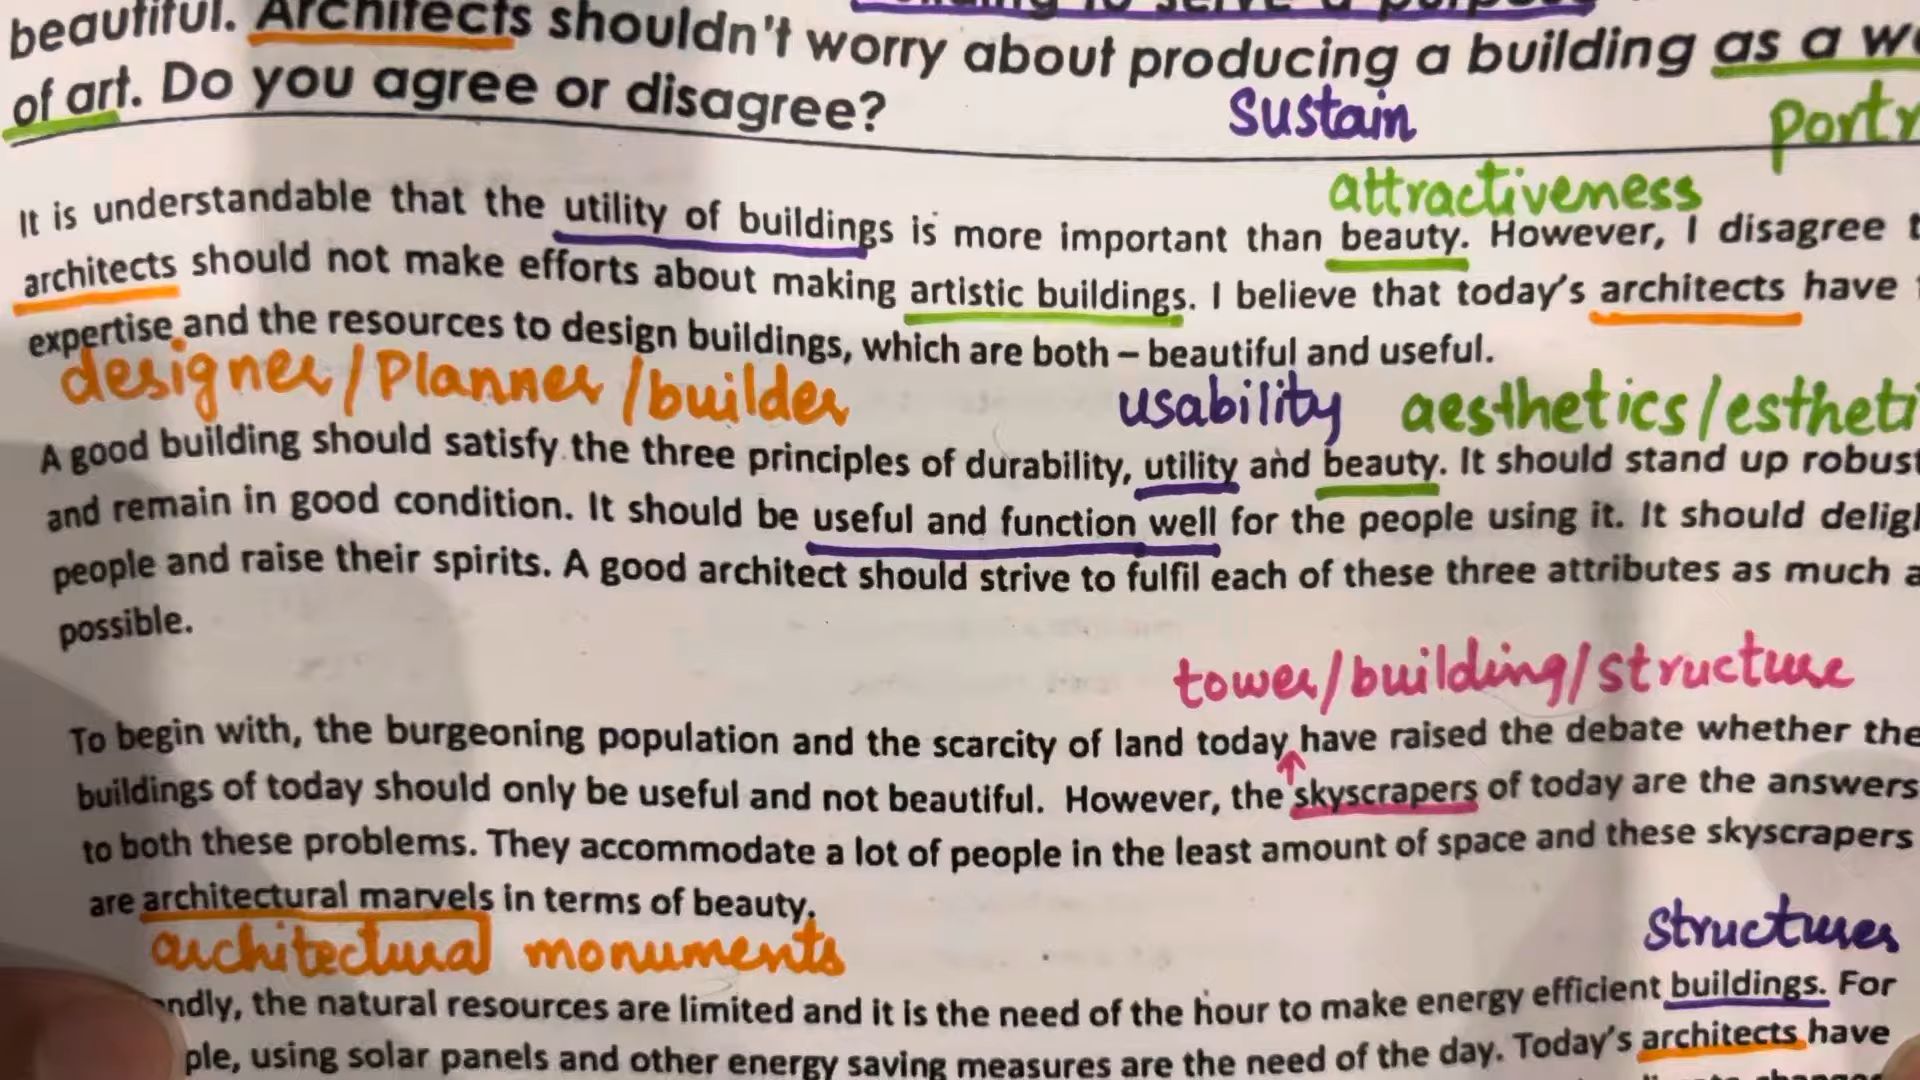 beautiful. Architects shouldn't worry about producing a building as a
of art. Do you agree or disagree?
Sustain
attractiveness
It is understandable that the utility of buildings is more important than beauty. However, I disagree
architects should not make efforts about making artistic buildings. I believe that today's architects have
expertise and the resources to design buildings, which are both – beautiful and useful.
designer/Planner/builder usability aesthetics/
A good building should satisfy the three principles of durability, utility and beauty. It should stand up
and remain in good condition. It should be useful and function well for the people using it. It should
people and raise their spirits. A good architect should strive to fulfil each of these three attributes as much
possible.
tower/building/structure
To begin with, the burgeoning population and the scarcity of land today have raised the debate whether the
buildings of today should only be useful and not beautiful. However, the skyscrapers of today are the answers
to both these problems. They accommodate a lot of people in the least amount of space and these skyscrapers
are architectural marvels in terms of beauty.
architectural monuments
structures
the natural resources are limited and it is the need of the hour to make energy efficient buildings. For
using solar panels and other energy saving measures are the need of the day. Today's architects have